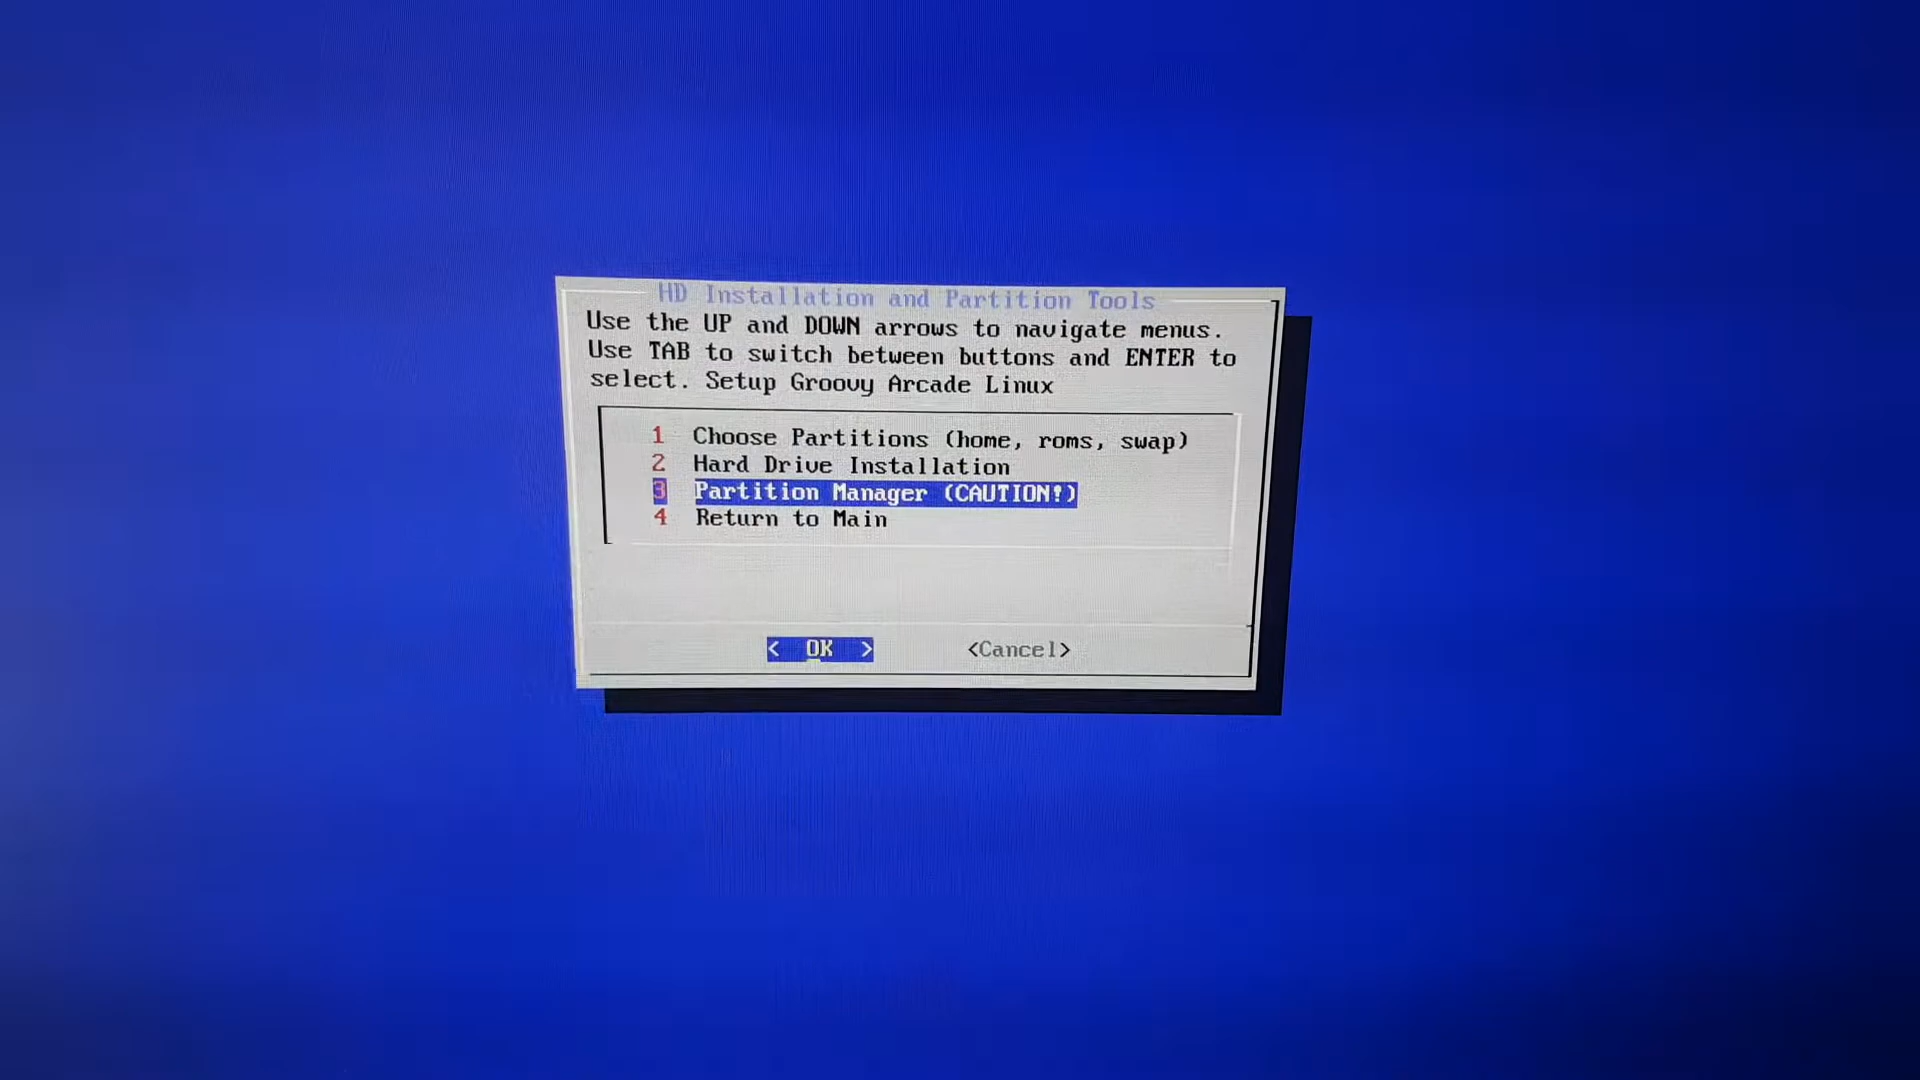 HD Installation and Partition Tools
Use the UP and DOWN arrows to navigate menus.
Use TAB to switch between buttons and ENTER to
select. Setup Groovy Arcade Linux
1 Choose Partitions (home, roms, swap)
2 Hard Drive Installation
3 Partition Manager (CAUTION!)
4 Return to Main
< OK > <Cancel>